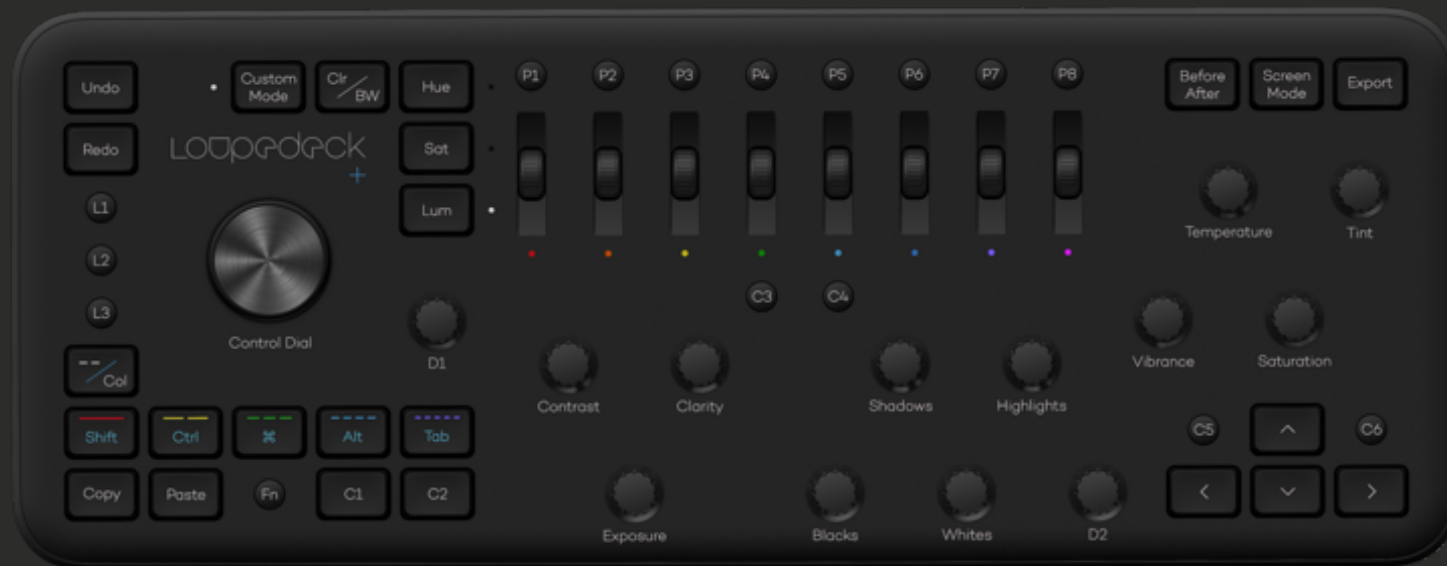 Undo
Custom
Mode
Clr/BW
Hue
P1 P2 P3 P4 P5 P6 P7 P8
Before
After
Screen
Mode
Export
Redo
Loupedeck
+
Sat
L1
Lum
Temperature
Tint
L2
L3
C3 C4
Control Dial
D1
Vibrance
Saturation
--/Col
Contrast
Clarity
Shadows
Highlights
Shift
Ctrl
⌘
Alt
Tab
C5
C6
Copy
Paste
Fn
C1
C2
Exposure
Blacks
Whites
D2